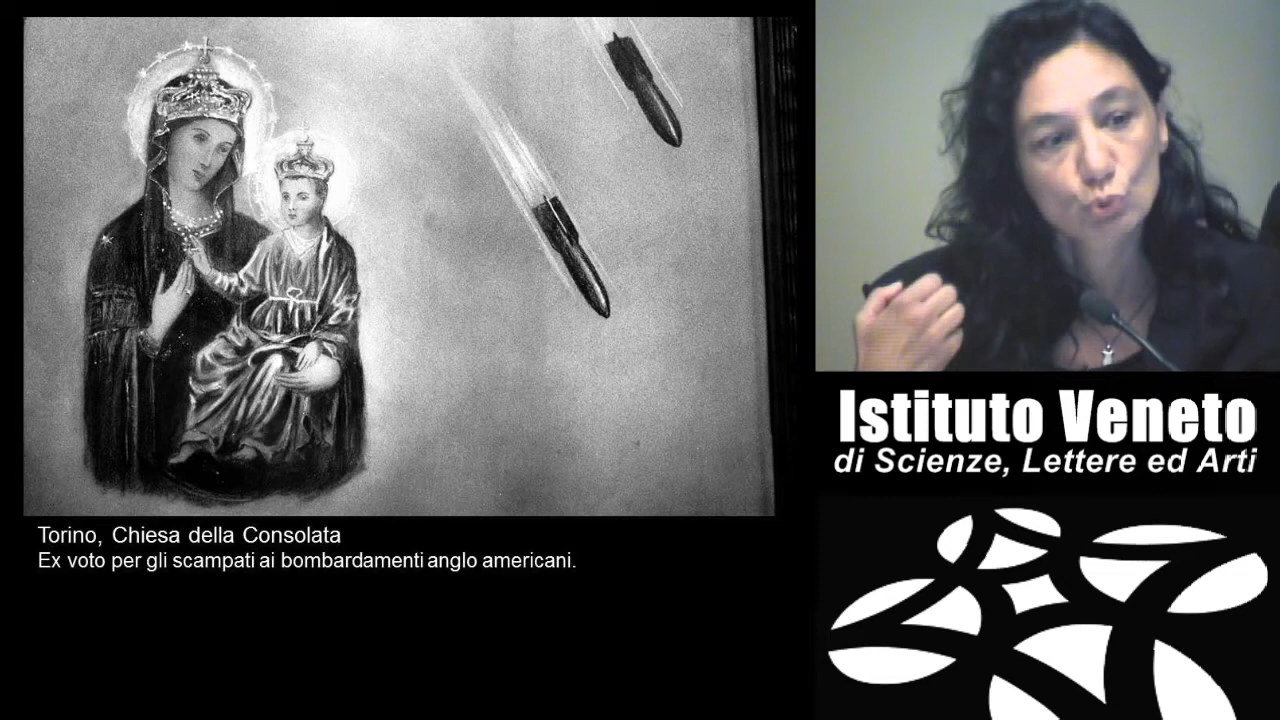 Torino, Chiesa della Consolata
Ex voto per gli scampati ai bombardamenti anglo americani.
Istituto Veneto
di Scienze, Lettere ed Arti